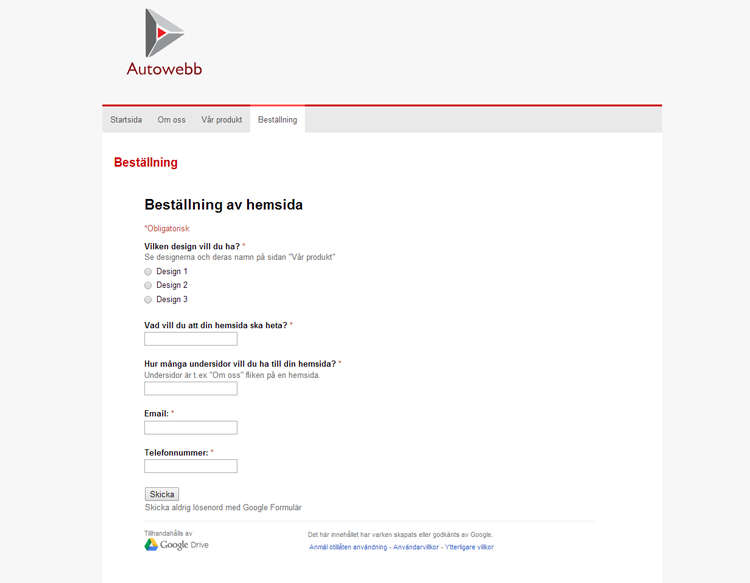 Autowebb
Startsida Om oss Vår produkt Beställning
Beställning
Beställning av hemsida
*Obligatorisk
Vilken design vill du ha? *
Se designerna och deras namn på sidan "Vår produkt"
Design 1
Design 2
Design 3
Vad vill du att din hemsida ska heta? *
Hur många undersidor vill du ha till din hemsida? *
Undersidor är t.ex "Om oss" fliken på en hemsida.
Email: *
Telefonnummer: *
Skicka
Skicka aldrig lösenord med Google Formulär
Tillhandahålls av
Google Drive
Det här innehållet har varken skapats eller godkänts av Google.
Anmäl otillåten användning - Användarvillkor - Ytterligare villkor